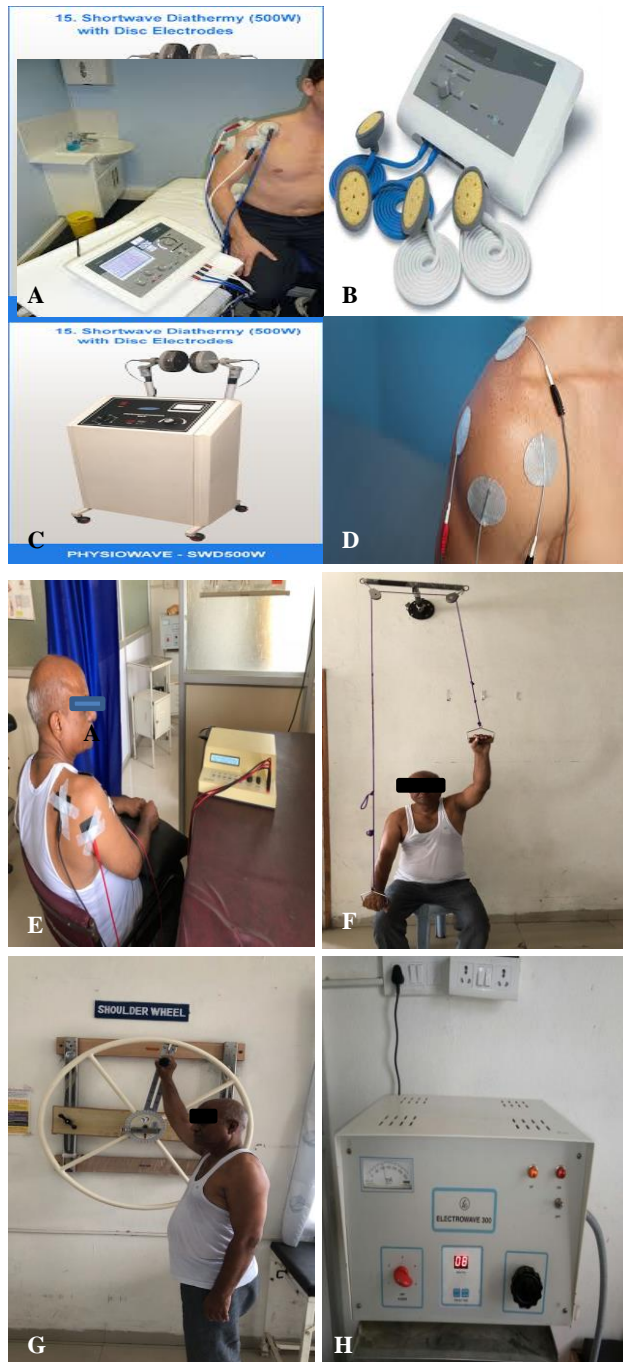 15. Shortwave Diathermy (500W)
with Disc Electrodes
A
B
15. Shortwave Diathermy (500W)
with Disc Electrodes
C
PHYSIOWAVE - SWD500W
D
A
E
F
SHOULDER WHEEL
G
ELECTROWAVE 300
08
H